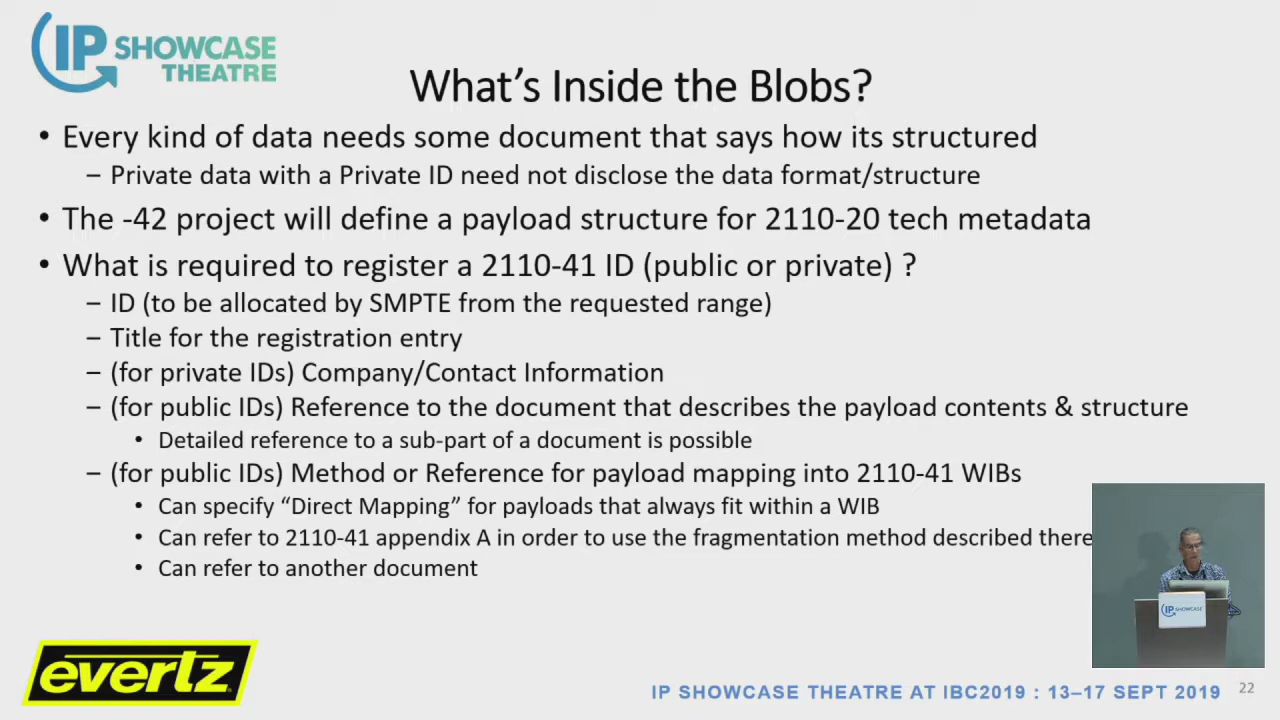 IP SHOWCASE
THEATRE
What's Inside the Blobs?
• Every kind of data needs some document that says how its structured
– Private data with a Private ID need not disclose the data format/structure
• The -42 project will define a payload structure for 2110-20 tech metadata
• What is required to register a 2110-41 ID (public or private) ?
– ID (to be allocated by SMPTE from the requested range)
– Title for the registration entry
– (for private IDs) Company/Contact Information
– (for public IDs) Reference to the document that describes the payload contents & structure
• Detailed reference to a sub-part of a document is possible
– (for public IDs) Method or Reference for payload mapping into 2110-41 WIBs
• Can specify “Direct Mapping” for payloads that always fit within a WIB
• Can refer to 2110-41 appendix A in order to use the fragmentation method described there
• Can refer to another document
IP SHOWCASE
evertz
IP SHOWCASE THEATRE AT IBC2019 : 13–17 SEPT 2019
22